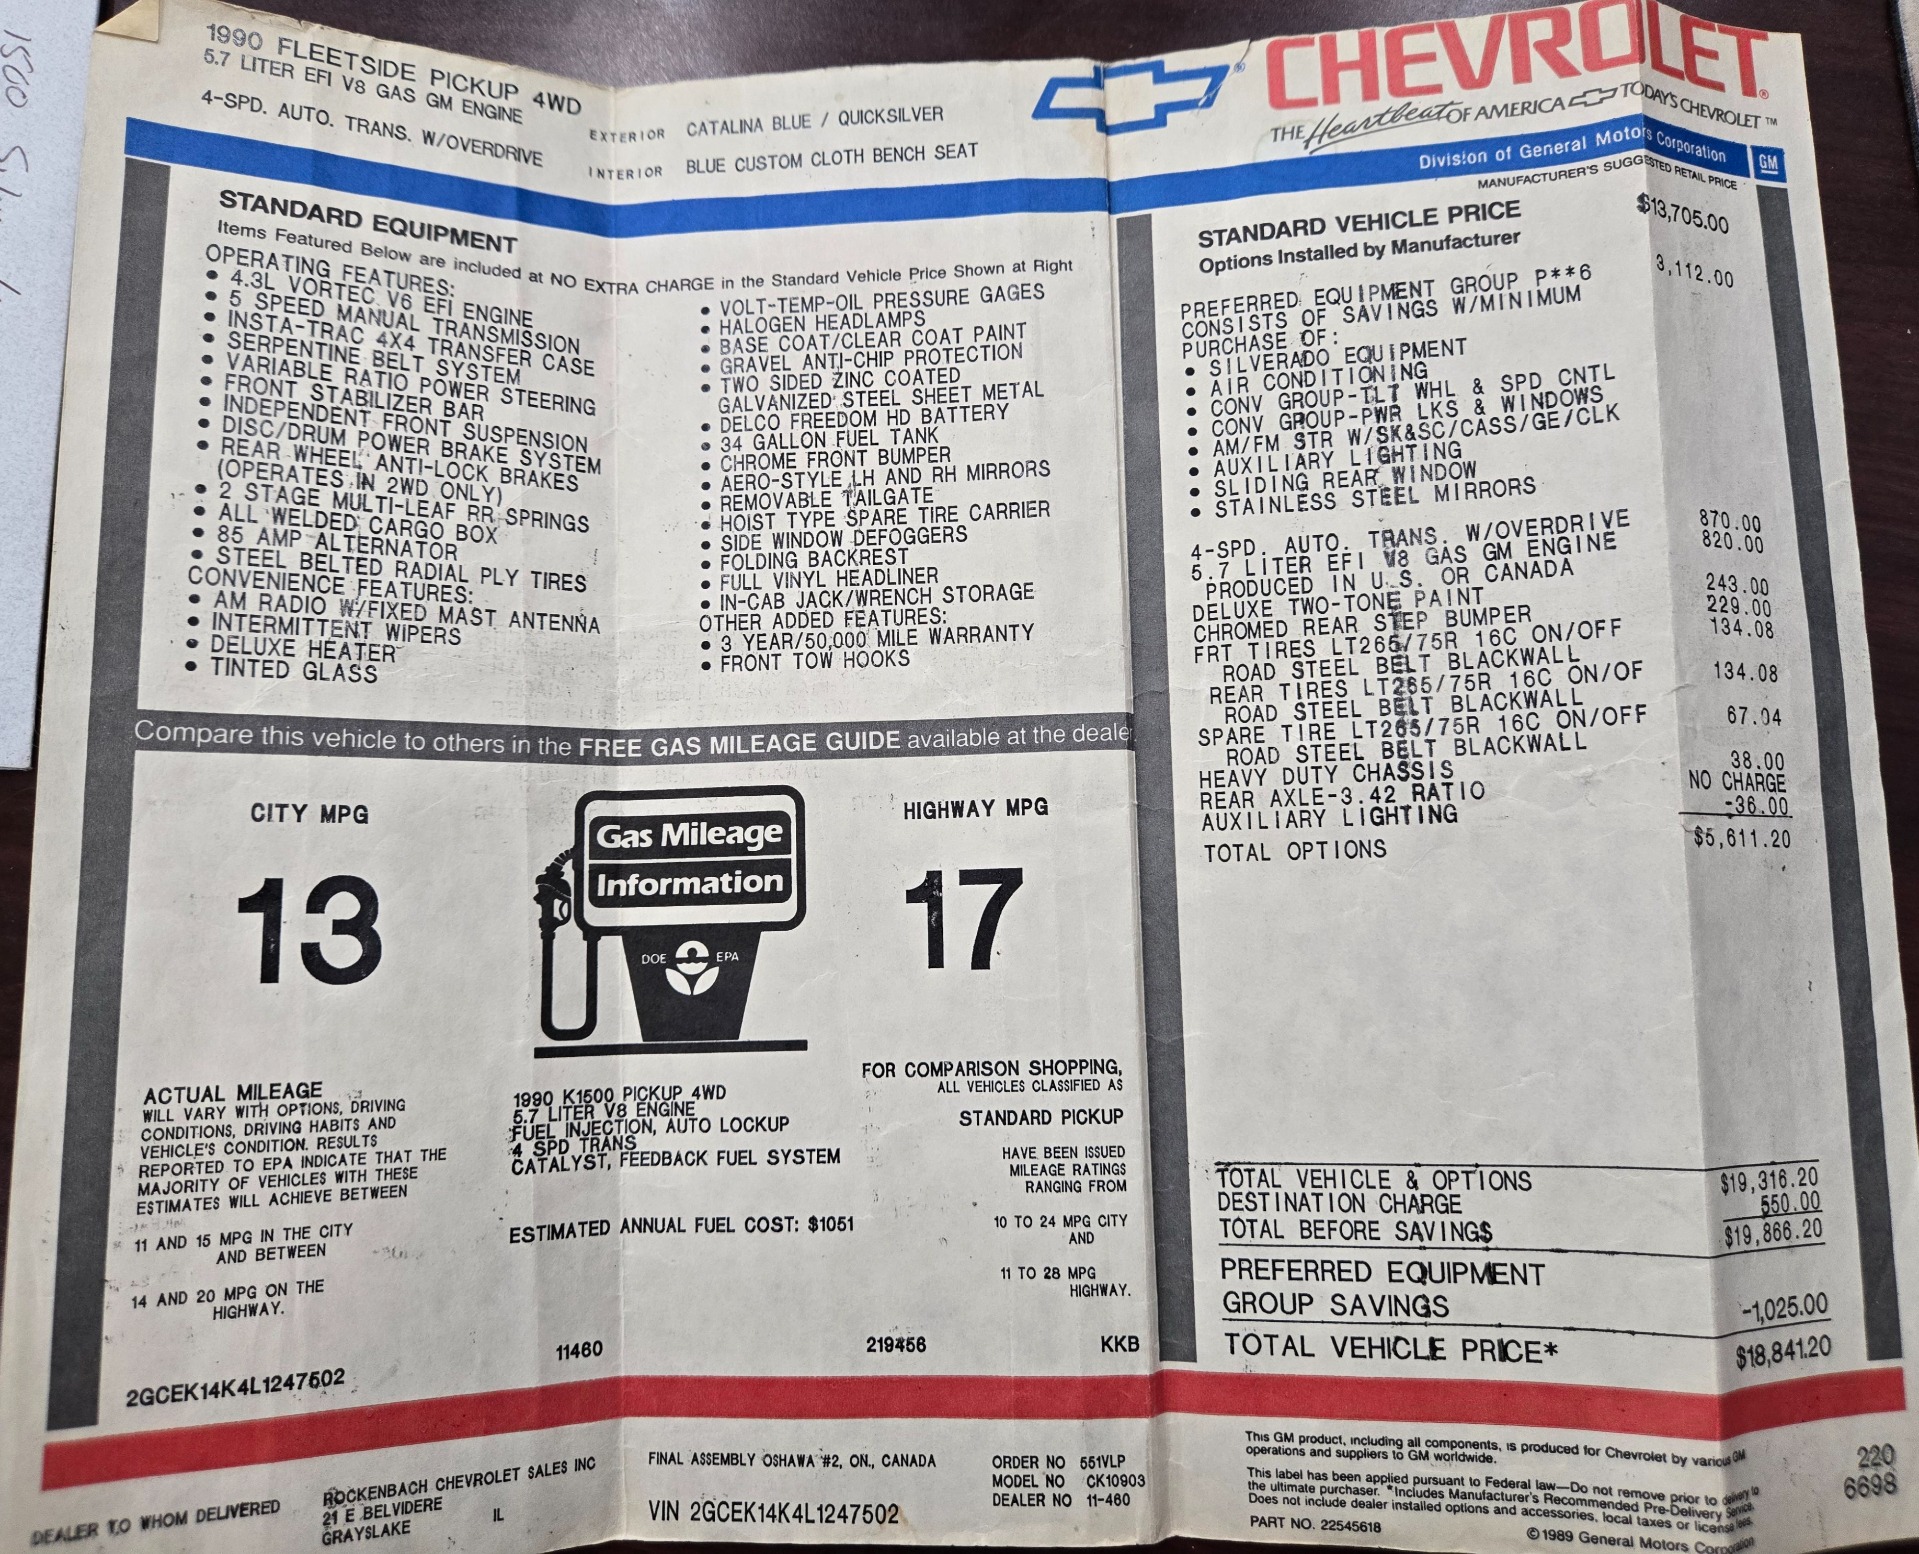 1500 S
1990 FLEETSIDE PICKUP 4WD
5.7 LITER EFI V8 GAS GM ENGINE
4-SPD. AUTO. TRANS. W/OVERDRIVE
EXTERIOR CATALINA BLUE / QUICKSILVER
INTERIOR BLUE CUSTOM CLOTH BENCH SEAT
CHEVROLET®
THE Heartbeat OF AMERICA TODAY'S CHEVROLET™
Division of General Motors Corporation GM
STANDARD EQUIPMENT
Items Featured Below are included at NO EXTRA CHARGE in the Standard Vehicle Price Shown at Right
OPERATING FEATURES:
• 4.3L VORTEC V6 EFI ENGINE
• 5 SPEED MANUAL TRANSMISSION
• INSTA-TRAC 4X4 TRANSFER CASE
• SERPENTINE BELT SYSTEM
• VARIABLE RATIO POWER STEERING
• FRONT STABILIZER BAR
• INDEPENDENT FRONT SUSPENSION
• DISC/DRUM POWER BRAKE SYSTEM
• REAR WHEEL ANTI-LOCK BRAKES
(OPERATES IN 2WD ONLY)
• 2 STAGE MULTI-LEAF RR SPRINGS
• ALL WELDED CARGO BOX
• 85 AMP ALTERNATOR
• STEEL BELTED RADIAL PLY TIRES
CONVENIENCE FEATURES:
• AM RADIO W/FIXED MAST ANTENNA
• INTERMITTENT WIPERS
• DELUXE HEATER
• TINTED GLASS
• VOLT-TEMP-OIL PRESSURE GAGES
• HALOGEN HEADLAMPS
• BASE COAT/CLEAR COAT PAINT
• GRAVEL ANTI-CHIP PROTECTION
• TWO SIDED ZINC COATED
GALVANIZED STEEL SHEET METAL
• DELCO FREEDOM HD BATTERY
• 34 GALLON FUEL TANK
• CHROME FRONT BUMPER
• AERO-STYLE LH AND RH MIRRORS
• REMOVABLE TAILGATE
• HOIST TYPE SPARE TIRE CARRIER
• SIDE WINDOW DEFOGGERS
• FOLDING BACKREST
• FULL VINYL HEADLINER
• IN-CAB JACK/WRENCH STORAGE
OTHER ADDED FEATURES:
• 3 YEAR/50,000 MILE WARRANTY
• FRONT TOW HOOKS
MANUFACTURER'S SUGGESTED RETAIL PRICE
STANDARD VEHICLE PRICE $13,705.00
Options Installed by Manufacturer
PREFERRED EQUIPMENT GROUP P**6 3,112.00
CONSISTS OF SAVINGS W/MINIMUM
PURCHASE OF:
• SILVERADO EQUIPMENT
• AIR CONDITIONING
• CONV GROUP-TLT WHL & SPD CNTL
• CONV GROUP-PWR LKS & WINDOWS
• AM/FM STR W/SK&SC/CASS/GE/CLK
• AUXILIARY LIGHTING
• SLIDING REAR WINDOW
• STAINLESS STEEL MIRRORS
4-SPD. AUTO. TRANS. W/OVERDRIVE 870.00
5.7 LITER EFI V8 GAS GM ENGINE 820.00
PRODUCED IN U.S. OR CANADA
DELUXE TWO-TONE PAINT 243.00
CHROMED REAR STEP BUMPER 229.00
FRT TIRES LT265/75R 16C ON/OFF 134.08
ROAD STEEL BELT BLACKWALL
REAR TIRES LT265/75R 16C ON/OF 134.08
ROAD STEEL BELT BLACKWALL
SPARE TIRE LT265/75R 16C ON/OFF 67.04
ROAD STEEL BELT BLACKWALL
HEAVY DUTY CHASSIS 38.00
REAR AXLE-3.42 RATIO NO CHARGE
AUXILIARY LIGHTING -36.00
TOTAL OPTIONS $5,611.20
Compare this vehicle to others in the FREE GAS MILEAGE GUIDE available at the dealer.
CITY MPG
13
Gas Mileage
Information
DOE EPA
HIGHWAY MPG
17
ACTUAL MILEAGE
WILL VARY WITH OPTIONS, DRIVING
CONDITIONS, DRIVING HABITS AND
VEHICLE'S CONDITION. RESULTS
REPORTED TO EPA INDICATE THAT THE
MAJORITY OF VEHICLES WITH THESE
ESTIMATES WILL ACHIEVE BETWEEN
11 AND 15 MPG IN THE CITY
AND BETWEEN
14 AND 20 MPG ON THE
HIGHWAY.
1990 K1500 PICKUP 4WD
5.7 LITER V8 ENGINE
FUEL INJECTION, AUTO LOCKUP
4 SPD TRANS
CATALYST, FEEDBACK FUEL SYSTEM
ESTIMATED ANNUAL FUEL COST: $1051
FOR COMPARISON SHOPPING,
ALL VEHICLES CLASSIFIED AS
STANDARD PICKUP
HAVE BEEN ISSUED
MILEAGE RATINGS
RANGING FROM
10 TO 24 MPG CITY
AND
11 TO 28 MPG
HIGHWAY.
11460 219456 KKB
2GCEK14K4L1247502
TOTAL VEHICLE & OPTIONS $19,316.20
DESTINATION CHARGE 550.00
TOTAL BEFORE SAVINGS $19,866.20
PREFERRED EQUIPMENT
GROUP SAVINGS -1,025.00
TOTAL VEHICLE PRICE* $18,841.20
DEALER TO WHOM DELIVERED
ROCKENBACH CHEVROLET SALES INC
21 E BELVIDERE
GRAYSLAKE IL
FINAL ASSEMBLY OSHAWA #2, ON., CANADA
VIN 2GCEK14K4L1247502
ORDER NO 551VLP
MODEL NO CK10903
DEALER NO 11-460
This GM product, including all components, is produced for Chevrolet by various GM
operations and suppliers to GM worldwide.
This label has been applied pursuant to Federal law—Do not remove prior to delivery to
the ultimate purchaser. *Includes Manufacturer's Recommended Pre-Delivery Service.
Does not include dealer installed options and accessories, local taxes or license fees.
PART NO. 22545618
©1989 General Motors Corporation
220
6698